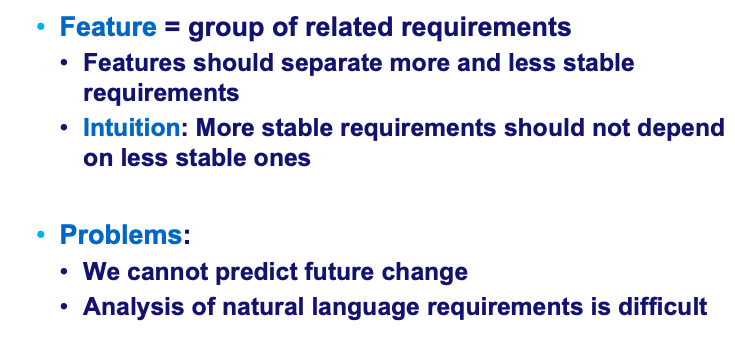 • Feature = group of related requirements
• Features should separate more and less stable
requirements
• Intuition: More stable requirements should not depend
on less stable ones
• Problems:
• We cannot predict future change
• Analysis of natural language requirements is difficult